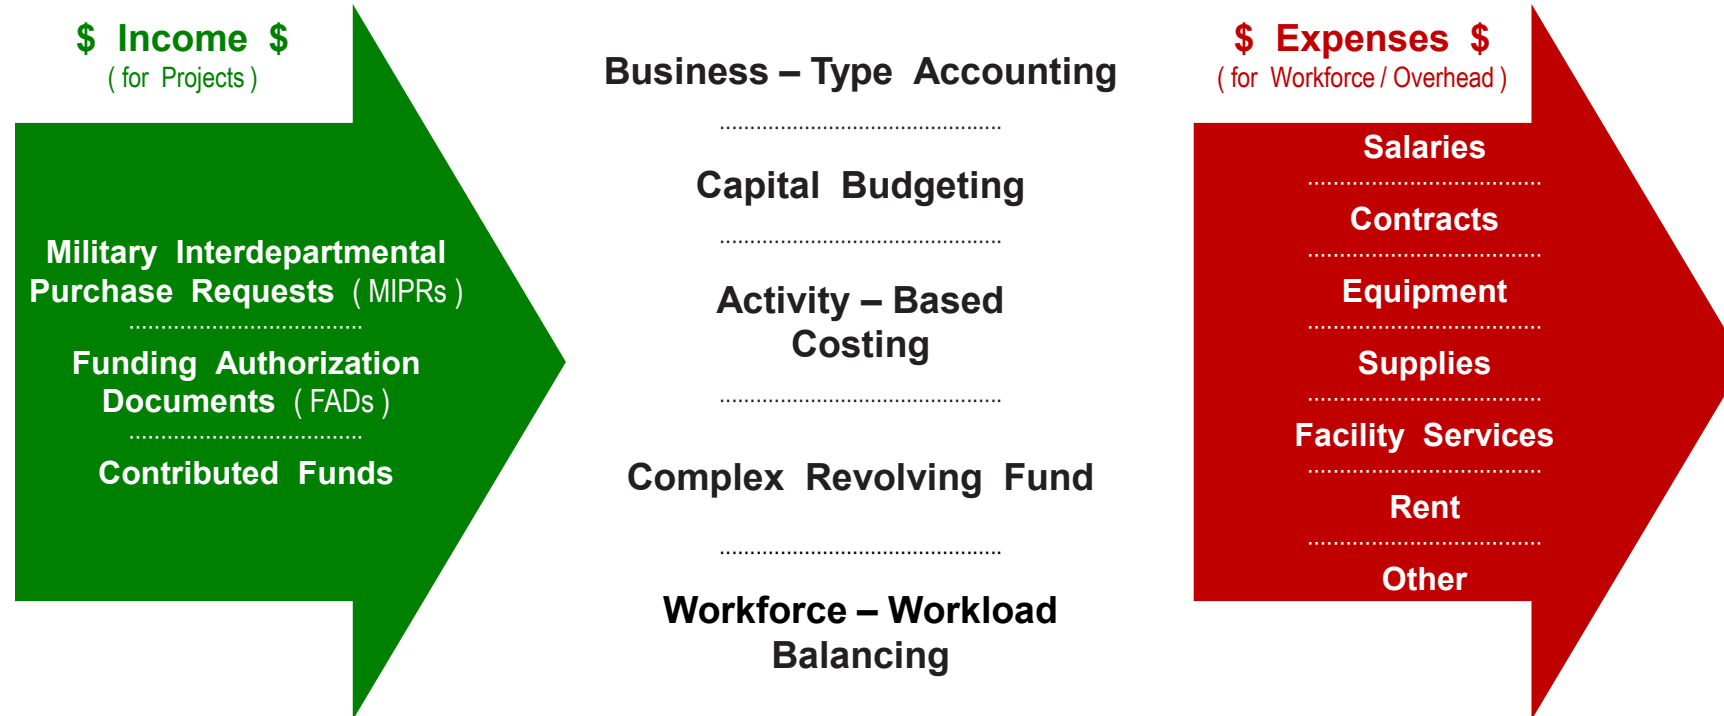 $ Income $
( for Projects )
Military Interdepartmental
Purchase Requests ( MIPRs )
Funding Authorization
Documents ( FADs )
Contributed Funds
Business – Type Accounting
Capital Budgeting
Activity – Based
Costing
Complex Revolving Fund
Workforce – Workload
Balancing
$ Expenses $
( for Workforce / Overhead )
Salaries
Contracts
Equipment
Supplies
Facility Services
Rent
Other